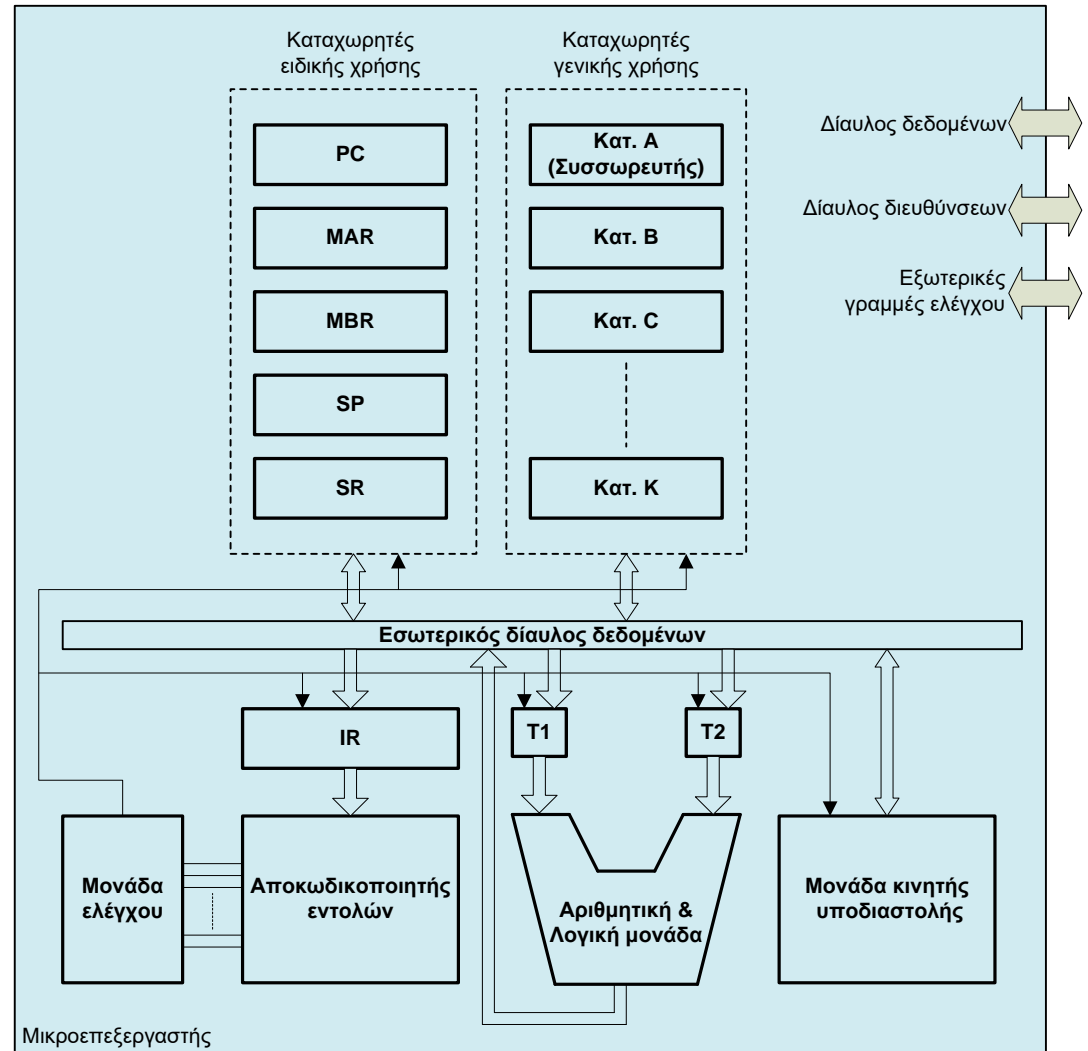 Καταχωρητές
ειδικής χρήσης
Καταχωρητές
γενικής χρήσης
PC
MAR
MBR
SP
SR
Κατ. Α
(Συσσωρευτής)
Κατ. Β
Κατ. C
Κατ. Κ
Δίαυλος δεδομένων
Δίαυλος διευθύνσεων
Εξωτερικές
γραμμές ελέγχου
Εσωτερικός δίαυλος δεδομένων
IR
T1
T2
Μονάδα
ελέγχου
Αποκωδικοποιητής
εντολών
Αριθμητική &
Λογική μονάδα
Μονάδα κινητής
υποδιαστολής
Μικροεπεξεργαστής